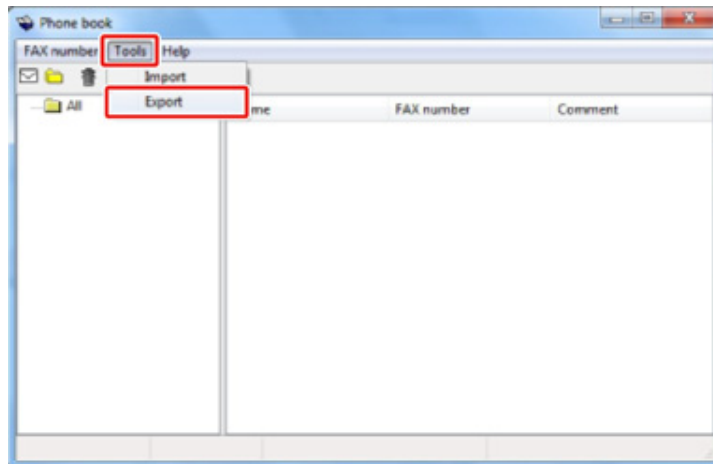 Phone book
FAX number Tools Help
Import
All Export
me FAX number Comment